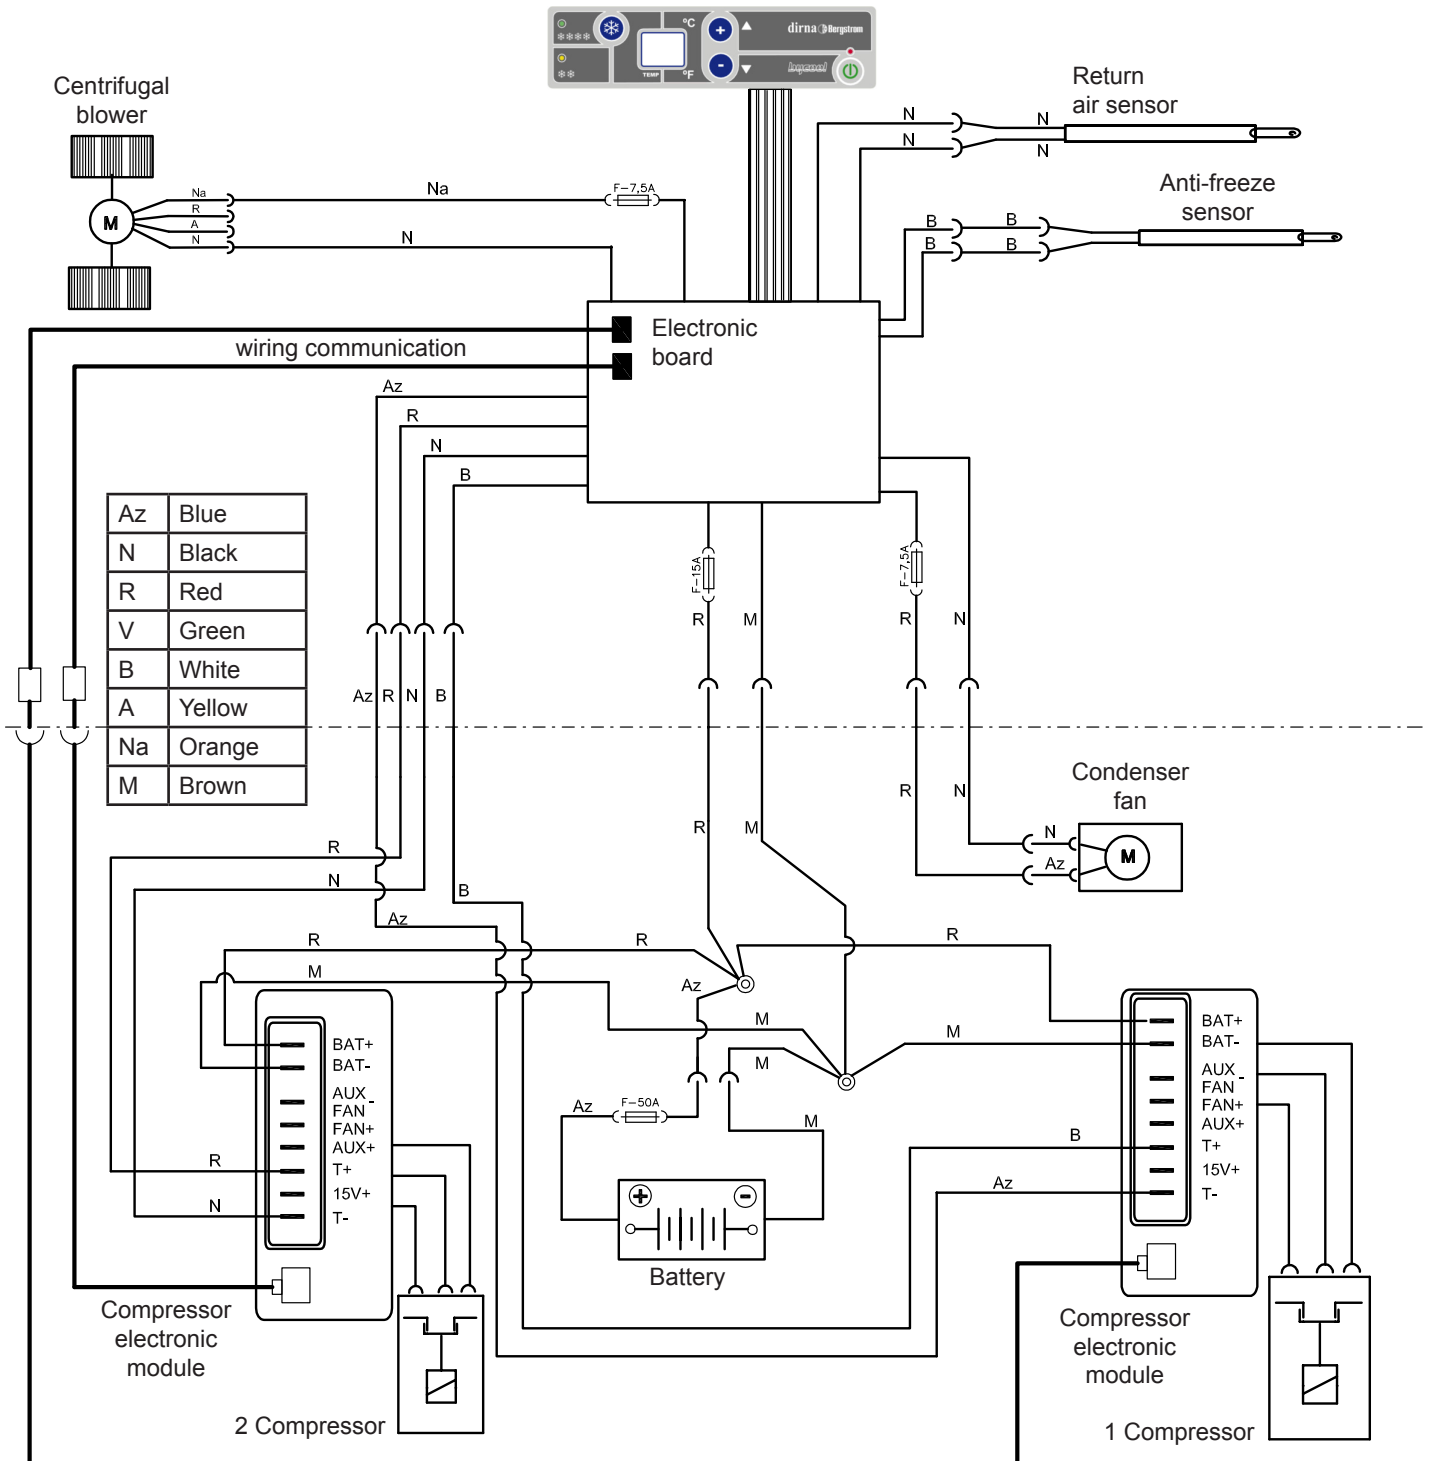 °C
dirna Bergstrom
❄❄❄❄
❄❄
TEMP
°F
+
-
bycool
Centrifugal
blower
Return
air sensor
N
N
N
N
Anti-freeze
sensor
Na
R
A
N
M
Na
F-7,5A
N
B
B
B
B
Electronic
board
wiring communication
Az
R
N
B
Az Blue
N Black
R Red
V Green
B White
A Yellow
Na Orange
M Brown
F-15A
F-7,5A
R
M
R
N
Az
R
N
B
R
M
R
N
Condenser
fan
N
Az
M
R
N
B
Az
R
R
R
M
Az
M
M
M
BAT+
BAT-
AUX -
FAN
FAN+
AUX+
T+
15V+
T-
R
N
Az
F-50A
M
B
Az
BAT+
BAT-
AUX -
FAN
FAN+
AUX+
T+
15V+
T-
+
-
Battery
Compressor
electronic
module
2 Compressor
Compressor
electronic
module
1 Compressor